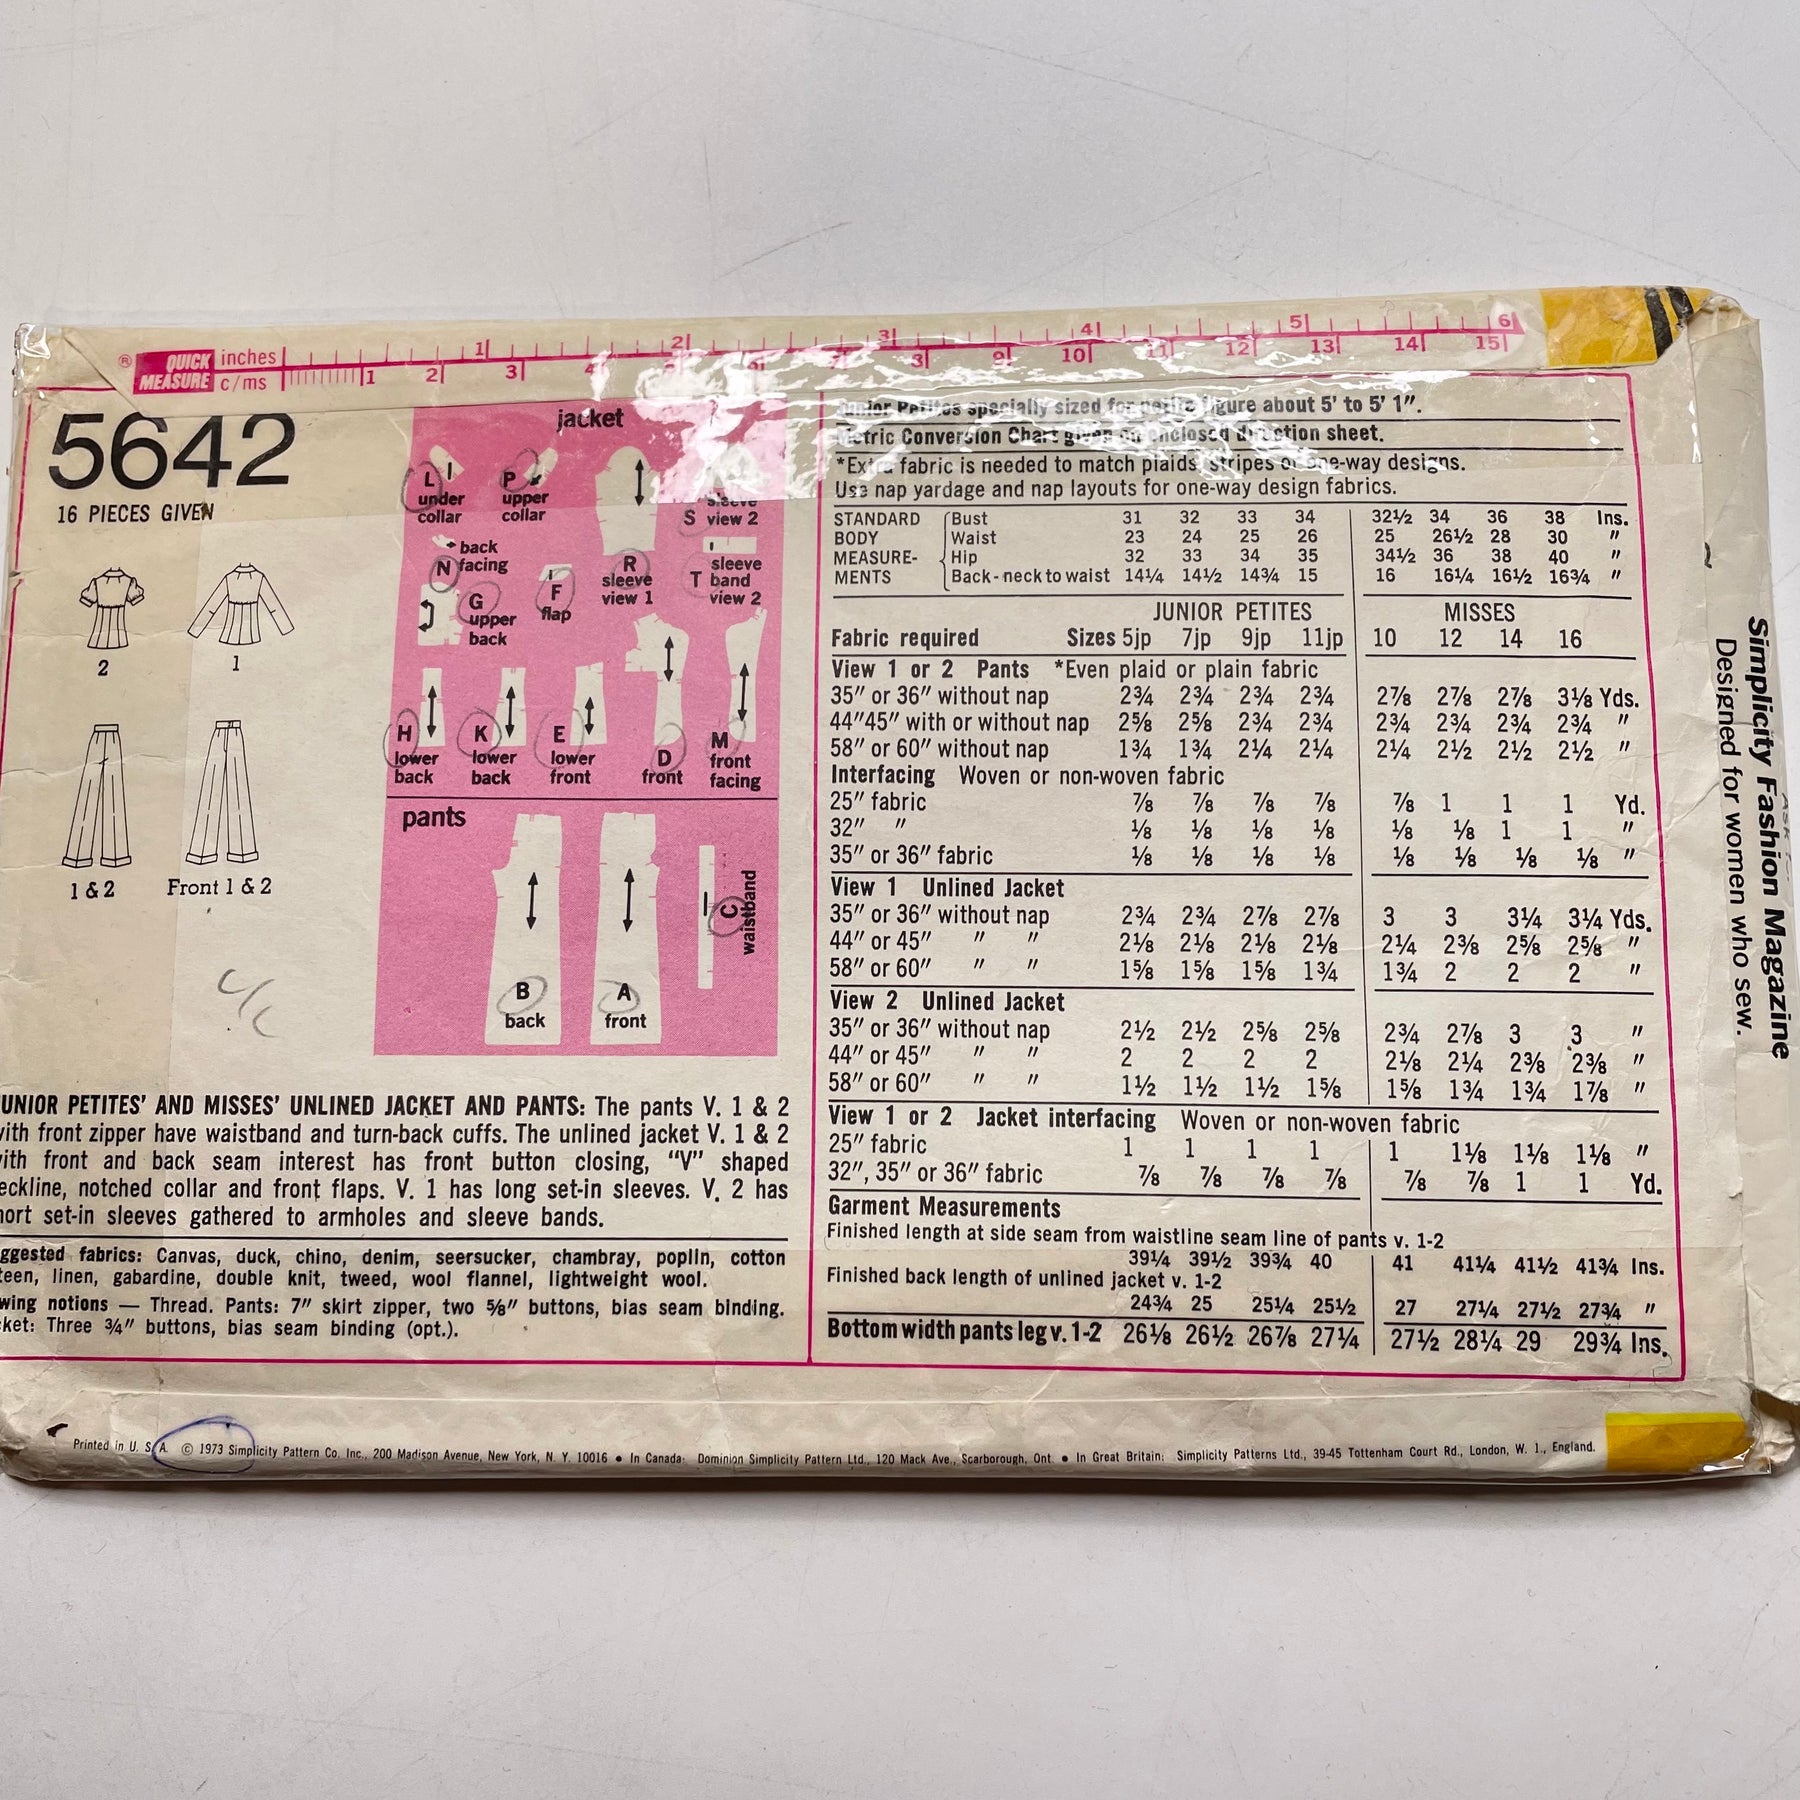 ® QUICK MEASURE inches 1 2 3 4 5 6
c/ms 1 2 3 4 9 10 11 12 13 14 15
5642
16 PIECES GIVEN
2
1
1 & 2
Front 1 & 2
jacket
L under collar
P upper collar
R sleeve view 1
S sleeve view 2
N back facing
G upper back
F flap
T sleeve band view 2
H lower back
K lower back
E lower front
D front
M front facing
pants
B back
A front
C waistband
JUNIOR PETITES' AND MISSES' UNLINED JACKET AND PANTS: The pants V. 1 & 2
with front zipper have waistband and turn-back cuffs. The unlined jacket V. 1 & 2
with front and back seam interest has front button closing, "V" shaped
neckline, notched collar and front flaps. V. 1 has long set-in sleeves. V. 2 has
short set-in sleeves gathered to armholes and sleeve bands.
ggested fabrics: Canvas, duck, chino, denim, seersucker, chambray, poplin, cotton
teen, linen, gabardine, double knit, tweed, wool flannel, lightweight wool.
wing notions — Thread. Pants: 7" skirt zipper, two ⅝" buttons, bias seam binding.
ket: Three ¾" buttons, bias seam binding (opt.).
Junior Petites specially sized for petite figure about 5' to 5' 1".
Metric Conversion Chart given on enclosed direction sheet.
*Extra fabric is needed to match plaids, stripes or one-way designs.
Use nap yardage and nap layouts for one-way design fabrics.
STANDARD BODY MEASURE-MENTS
Bust 31 32 33 34 32½ 34 36 38 Ins.
Waist 23 24 25 26 25 26½ 28 30 "
Hip 32 33 34 35 34½ 36 38 40 "
Back-neck to waist 14¼ 14½ 14¾ 15 16 16¼ 16½ 16¾ "
JUNIOR PETITES MISSES
Fabric required Sizes 5jp 7jp 9jp 11jp 10 12 14 16
View 1 or 2 Pants *Even plaid or plain fabric
35" or 36" without nap 2¾ 2¾ 2¾ 2¾ 2⅞ 2⅞ 2⅞ 3⅛ Yds.
44"45" with or without nap 2⅝ 2⅝ 2¾ 2¾ 2¾ 2¾ 2¾ 2¾ "
58" or 60" without nap 1¾ 1¾ 2¼ 2¼ 2¼ 2½ 2½ 2½ "
Interfacing Woven or non-woven fabric
25" fabric ⅞ ⅞ ⅞ ⅞ ⅞ 1 1 1 Yd.
32" " ⅛ ⅛ ⅛ ⅛ ⅛ ⅛ 1 1 "
35" or 36" fabric ⅛ ⅛ ⅛ ⅛ ⅛ ⅛ ⅛ ⅛ "
View 1 Unlined Jacket
35" or 36" without nap 2¾ 2¾ 2⅞ 2⅞ 3 3 3¼ 3¼ Yds.
44" or 45" " " 2⅛ 2⅛ 2⅛ 2⅛ 2¼ 2⅜ 2⅝ 2⅝ "
58" or 60" " " 1⅝ 1⅝ 1⅝ 1¾ 1¾ 2 2 2 "
View 2 Unlined Jacket
35" or 36" without nap 2½ 2½ 2⅝ 2⅝ 2¾ 2⅞ 3 3 "
44" or 45" " " 2 2 2 2 2⅛ 2¼ 2⅜ 2⅜ "
58" or 60" " " 1½ 1½ 1½ 1⅝ 1⅝ 1¾ 1¾ 1⅞ "
View 1 or 2 Jacket interfacing Woven or non-woven fabric
25" fabric 1 1 1 1 1 1⅛ 1⅛ 1⅛ "
32", 35" or 36" fabric ⅞ ⅞ ⅞ ⅞ ⅞ ⅞ 1 1 Yd.
Garment Measurements
Finished length at side seam from waistline seam line of pants v. 1-2
39¼ 39½ 39¾ 40 41 41¼ 41½ 41¾ Ins.
Finished back length of unlined jacket v. 1-2
24¾ 25 25¼ 25½ 27 27¼ 27½ 27¾ "
Bottom width pants leg v. 1-2 26⅛ 26½ 26⅞ 27¼ 27½ 28¼ 29 29¾ Ins.
Simplicity Fashion Magazine
Designed for women who sew.
Printed in U. S. A. © 1973 Simplicity Pattern Co. Inc., 200 Madison Avenue, New York, N. Y. 10016 • In Canada: Dominion Simplicity Pattern Ltd., 120 Mack Ave., Scarborough, Ont. • In Great Britain: Simplicity Patterns Ltd., 39-45 Tottenham Court Rd., London, W. 1., England.